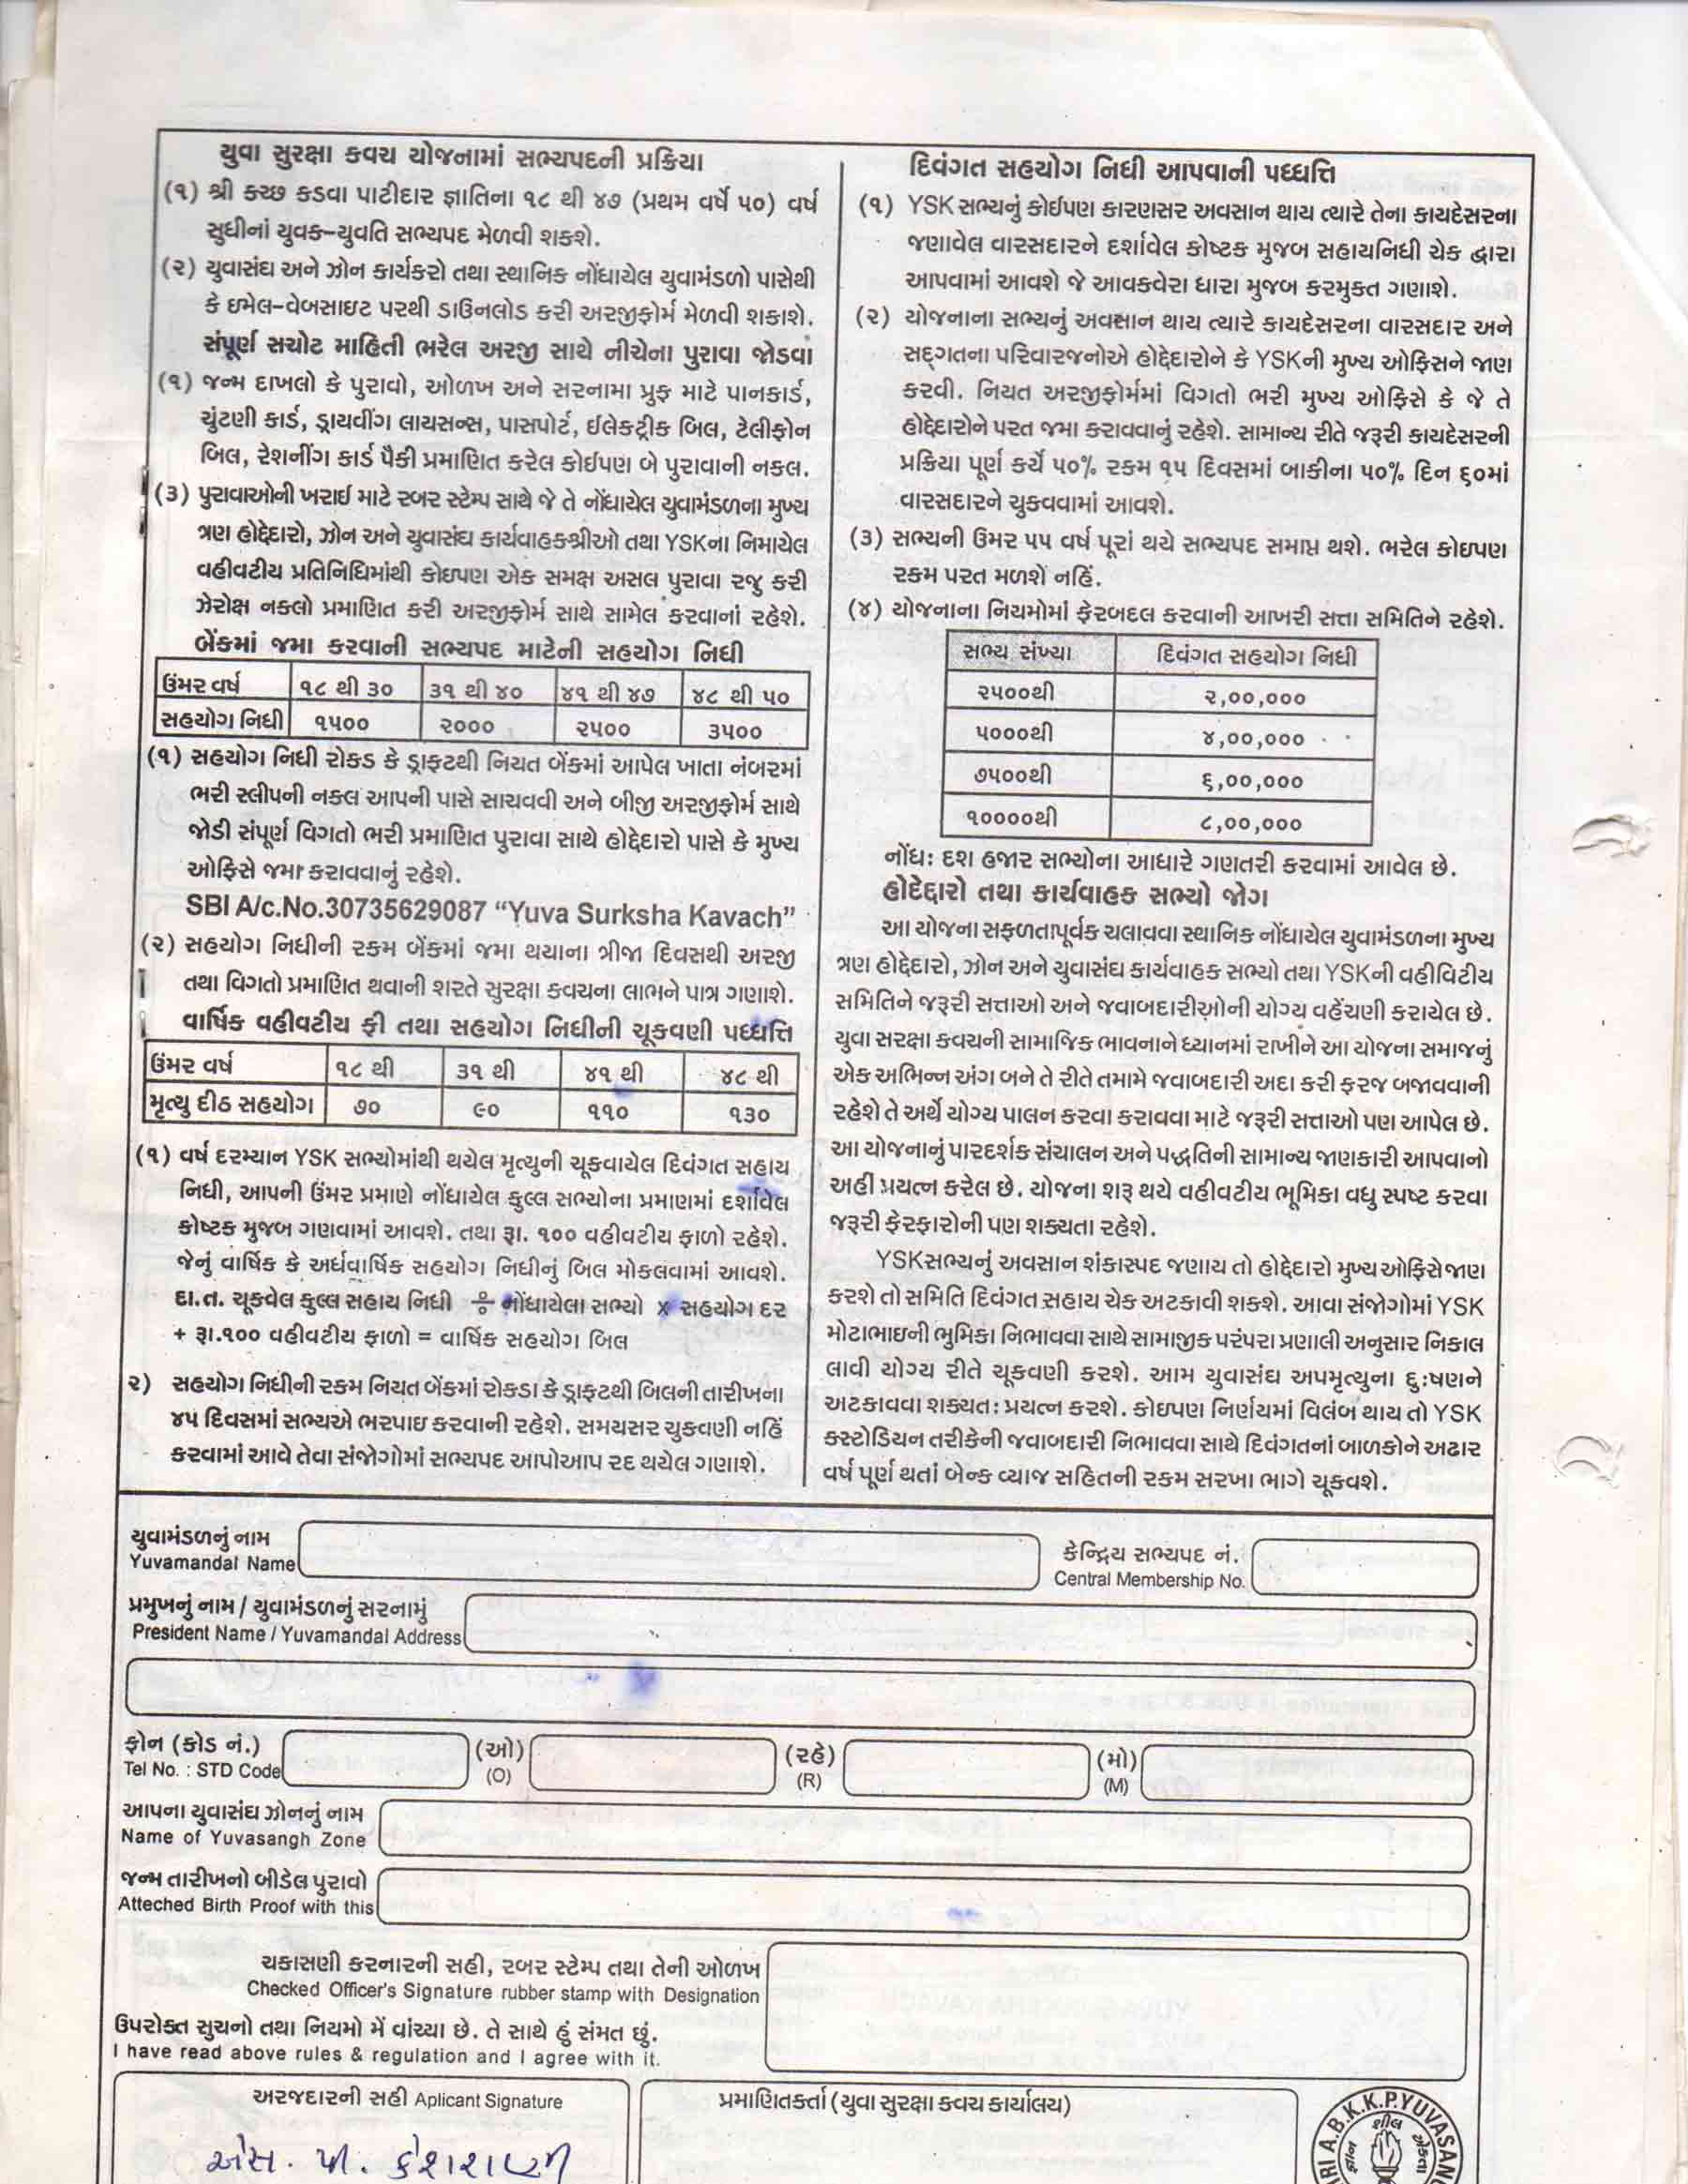 યુવા સુરક્ષા કવચ યોજનામાં સભ્યપદની પ્રક્રિયા
(૧) શ્રી કચ્છ કડવા પાટીદાર જ્ઞાતિના ૧૮ થી ૪૭ (પ્રથમ વર્ષે ૫૦) વર્ષ
સુધીનાં યુવક-યુવતિ સભ્યપદ મેળવી શકશે.
(૨) યુવાસંઘ અને ઝોન કાર્યકરો તથા સ્થાનિક નોંધાયેલ યુવામંડળો પાસેથી
કે ઇમેલ-વેબસાઇટ પરથી ડાઉનલોડ કરી અરજીફોર્મ મેળવી શકાશે.
સંપૂર્ણ સચોટ માહિતી ભરેલ અરજી સાથે નીચેના પુરાવા જોડવા
(૧) જન્મ દાખલો કે પુરાવો, ઓળખ અને સરનામા પ્રુફ માટે પાનકાર્ડ,
ચુંટણી કાર્ડ, ડ્રાયવીંગ લાયસન્સ, પાસપોર્ટ, ઈલેક્ટ્રીક બિલ, ટેલીફોન
બિલ, રેશનીંગ કાર્ડ પૈકી પ્રમાણિત કરેલ કોઈપણ બે પુરાવાની નકલ.
(૩) પુરાવાઓની ખરાઈ માટે રબર સ્ટેમ્પ સાથે જે તે નોંધાયેલ યુવામંડળના મુખ્ય
ત્રણ હોદ્દેદારો, ઝોન અને યુવાસંઘ કાર્યવાહકશ્રીઓ તથા YSKના નિમાયેલ
વહીવટીય પ્રતિનિધિમાંથી કોઇપણ એક સમક્ષ અસલ પુરાવા રજુ કરી
ઝેરોક્ષ નકલો પ્રમાણિત કરી અરજીફોર્મ સાથે સામેલ કરવાનાં રહેશે.
બેંકમાં જમા કરવાની સભ્યપદ માટેની સહયોગ નિધી
ઉંમર વર્ષ ૧૮ થી ૩૦ ૩૧ થી ૪૦ ૪૧ થી ૪૭ ૪૮ થી ૫૦
સહયોગ નિધી ૧૫૦૦ ૨૦૦૦ ૨૫૦૦ ૩૫૦૦
(૧) સહયોગ નિધી રોકડ કે ડ્રાફ્ટથી નિયત બેંકમાં આપેલ ખાતા નંબરમાં
ભરી સ્લીપની નકલ આપની પાસે સાચવવી અને બીજી અરજીફોર્મ સાથે
જોડી સંપૂર્ણ વિગતો ભરી પ્રમાણિત પુરાવા સાથે હોદ્દેદારો પાસે કે મુખ્ય
ઓફિસે જમા કરાવવાનું રહેશે.
SBI A/c.No.30735629087 “Yuva Surksha Kavach”
(૨) સહયોગ નિધીની રકમ બેંકમાં જમા થયાના ત્રીજા દિવસથી અરજી
તથા વિગતો પ્રમાણિત થવાની શરતે સુરક્ષા કવચના લાભને પાત્ર ગણાશે.
વાર્ષિક વહીવટીય ફી તથા સહયોગ નિધીની ચૂકવણી પધ્ધત્તિ
ઉંમર વર્ષ ૧૮ થી ૩૧ થી ૪૧ થી ૪૮ થી
મૃત્યુ દીઠ સહયોગ ૭૦ ૯૦ ૧૧૦ ૧૩૦
(૧) વર્ષ દરમ્યાન YSK સભ્યોમાંથી થયેલ મૃત્યુની ચૂકવાયેલ દિવંગત સહાય
નિધી, આપની ઉંમર પ્રમાણે નોંધાયેલ કુલ્લ સભ્યોના પ્રમાણમાં દર્શાવેલ
કોષ્ટક મુજબ ગણવામાં આવશે. તથા રૂા. ૧૦૦ વહીવટીય ફાળો રહેશે.
જેનું વાર્ષિક કે અર્ધવાર્ષિક સહયોગ નિધીનું બિલ મોકલવામાં આવશે.
દા.ત. ચૂકવેલ કુલ્લ સહાય નિધી ÷ નોંધાયેલા સભ્યો x સહયોગ દર
+ રૂા.૧૦૦ વહીવટીય ફાળો = વાર્ષિક સહયોગ બિલ
૨) સહયોગ નિધીની રકમ નિયત બેંકમાં રોકડા કે ડ્રાફ્ટથી બિલની તારીખના
૪૫ દિવસમાં સભ્યએ ભરપાઇ કરવાની રહેશે. સમયસર ચુકવણી નહિં
કરવામાં આવે તેવા સંજોગોમાં સભ્યપદ આપોઆપ રદ થયેલ ગણાશે.
દિવંગત સહયોગ નિધી આપવાની પધ્ધત્તિ
(૧) YSK સભ્યનું કોઈપણ કારણસર અવસાન થાય ત્યારે તેના કાયદેસરના
જણાવેલ વારસદારને દર્શાવેલ કોષ્ટક મુજબ સહાયનિધી ચેક દ્વારા
આપવામાં આવશે જે આવકવેરા ધારા મુજબ કરમુક્ત ગણાશે.
(૨) યોજનાના સભ્યનું અવસાન થાય ત્યારે કાયદેસરના વારસદાર અને
સદ્ગતના પરિવારજનોએ હોદ્દેદારોને કે YSKની મુખ્ય ઓફિસને જાણ
કરવી. નિયત અરજીફોર્મમાં વિગતો ભરી મુખ્ય ઓફિસે કે જે તે
હોદ્દેદારોને પરત જમા કરાવવાનું રહેશે. સામાન્ય રીતે જરૂરી કાયદેસરની
પ્રક્રિયા પૂર્ણ કર્યે ૫૦% રકમ ૧૫ દિવસમાં બાકીના ૫૦% દિન ૬૦માં
વારસદારને ચુકવવામાં આવશે.
(૩) સભ્યની ઉમર ૫૫ વર્ષ પૂરાં થયે સભ્યપદ સમાપ્ત થશે. ભરેલ કોઇપણ
રકમ પરત મળશે નહિં.
(૪) યોજનાના નિયમોમાં ફેરબદલ કરવાની આખરી સત્તા સમિતિને રહેશે.
સભ્ય સંખ્યા દિવંગત સહયોગ નિધી
૨૫૦૦થી ૨,૦૦,૦૦૦
૫૦૦૦થી ૪,૦૦,૦૦૦
૭૫૦૦થી ૬,૦૦,૦૦૦
૧૦૦૦૦થી ૮,૦૦,૦૦૦
નોંધ: દશ હજાર સભ્યોના આધારે ગણતરી કરવામાં આવેલ છે.
હોદેદ્દારો તથા કાર્યવાહક સભ્યો જોગ
આ યોજના સફળતાપૂર્વક ચલાવવા સ્થાનિક નોંધાયેલ યુવામંડળના મુખ્ય
ત્રણ હોદ્દેદારો, ઝોન અને યુવાસંઘ કાર્યવાહક સભ્યો તથા YSKની વહીવિટીય
સમિતિને જરૂરી સત્તાઓ અને જવાબદારીઓની યોગ્ય વહેંચણી કરાયેલ છે.
યુવા સરક્ષા કવચની સામાજિક ભાવનાને ધ્યાનમાં રાખીને આ યોજના સમાજનું
એક અભિન્ન અંગ બને તે રીતે તમામે જવાબદારી અદા કરી ફરજ બજાવવાની
રહેશે તે અર્થે યોગ્ય પાલન કરવા કરાવવા માટે જરૂરી સત્તાઓ પણ આપેલ છે.
આ યોજનાનું પારદર્શક સંચાલન અને પદ્ધતિની સામાન્ય જાણકારી આપવાનો
અહીં પ્રયત્ન કરેલ છે. યોજના શરૂ થયે વહીવટીય ભૂમિકા વધુ સ્પષ્ટ કરવા
જરૂરી ફેરફારોની પણ શક્યતા રહેશે.
YSKસભ્યનું અવસાન શંકાસ્પદ જણાય તો હોદ્દેદારો મુખ્ય ઓફિસે જાણ
કરશે તો સમિતિ દિવંગત સહાય ચેક અટકાવી શકશે. આવા સંજોગોમાં YSK
મોટાભાઇની ભુમિકા નિભાવવા સાથે સામાજીક પરંપરા પ્રણાલી અનુસાર નિકાલ
લાવી યોગ્ય રીતે ચૂકવણી કરશે. આમ યુવાસંઘ અપમૃત્યુના દુ:ષણને
અટકાવવા શક્યત: પ્રયત્ન કરશે. કોઇપણ નિર્ણયમાં વિલંબ થાય તો YSK
કસ્ટોડિયન તરીકેની જવાબદારી નિભાવવા સાથે દિવંગતનાં બાળકોને અઢાર
વર્ષ પૂર્ણ થતાં બેન્ક વ્યાજ સહિતની રકમ સરખા ભાગે ચૂકવશે.
યુવામંડળનું નામ
Yuvamandal Name
કેન્દ્રિય સભ્યપદ નં.
Central Membership No.
પ્રમુખનું નામ / યુવામંડળનું સરનામું
President Name / Yuvamandal Address
ફોન (કોડ નં.) (ઓ) (રહે) (મો)
Tel No. : STD Code (O) (R) (M)
આપના યુવાસંઘ ઝોનનું નામ
Name of Yuvasangh Zone
જન્મ તારીખનો બીડેલ પુરાવો
Atteched Birth Proof with this
ચકાસણી કરનારની સહી, રબર સ્ટેમ્પ તથા તેની ઓળખ
Checked Officer's Signature rubber stamp with Designation
ઉપરોક્ત સુચનો તથા નિયમો મેં વાંચ્યા છે. તે સાથે હું સંમત છું.
I have read above rules & regulation and I agree with it.
અરજદારની સહી Aplicant Signature
પ્રમાણિતકર્તા (યુવા સુરક્ષા કવચ કાર્યાલય)
એસ. પી. કેશરાણી
A.B.K.K.P.YUVASAN
શીલ